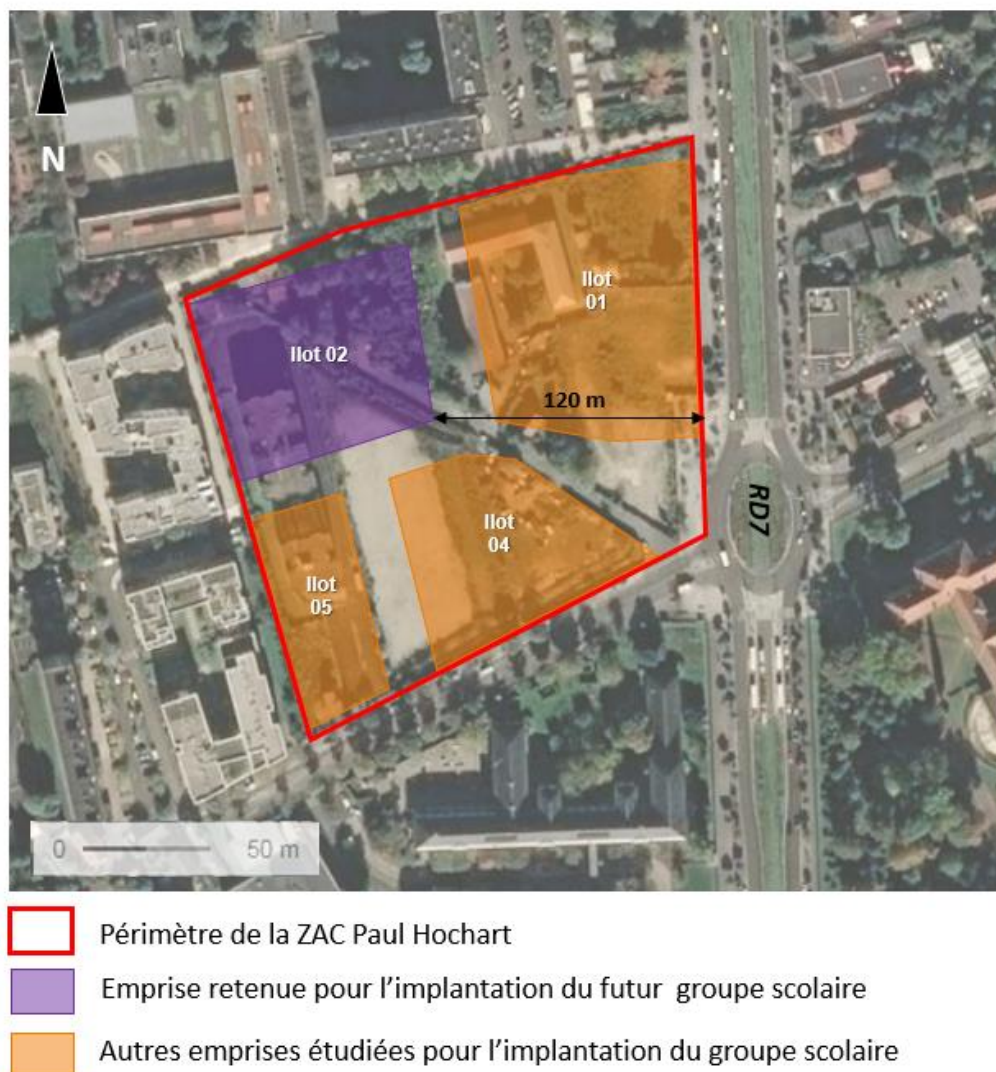 N
Ilot
01
Ilot 02
120 m
RD7
Ilot
04
Ilot
05
0 50 m
Périmètre de la ZAC Paul Hochart
Emprise retenue pour l'implantation du futur groupe scolaire
Autres emprises étudiées pour l'implantation du groupe scolaire